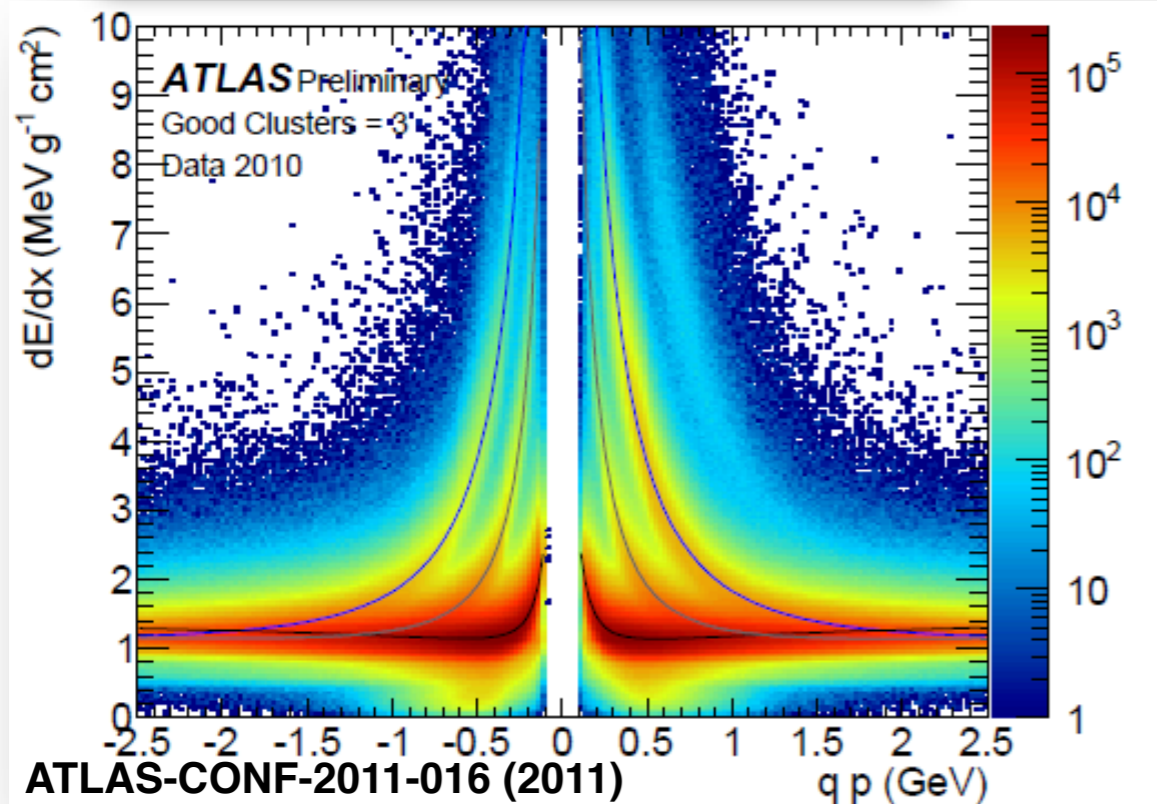 dE/dx (MeV g⁻¹ cm²)
10
9
8
7
6
5
4
3
2
1
0
ATLAS Preliminary
Good Clusters = 3
Data 2010
-2.5 -2 -1.5 -1 -0.5 0 0.5 1 1.5 2 2.5
q p (GeV)
10⁵
10⁴
10³
10²
10
1
ATLAS-CONF-2011-016 (2011)